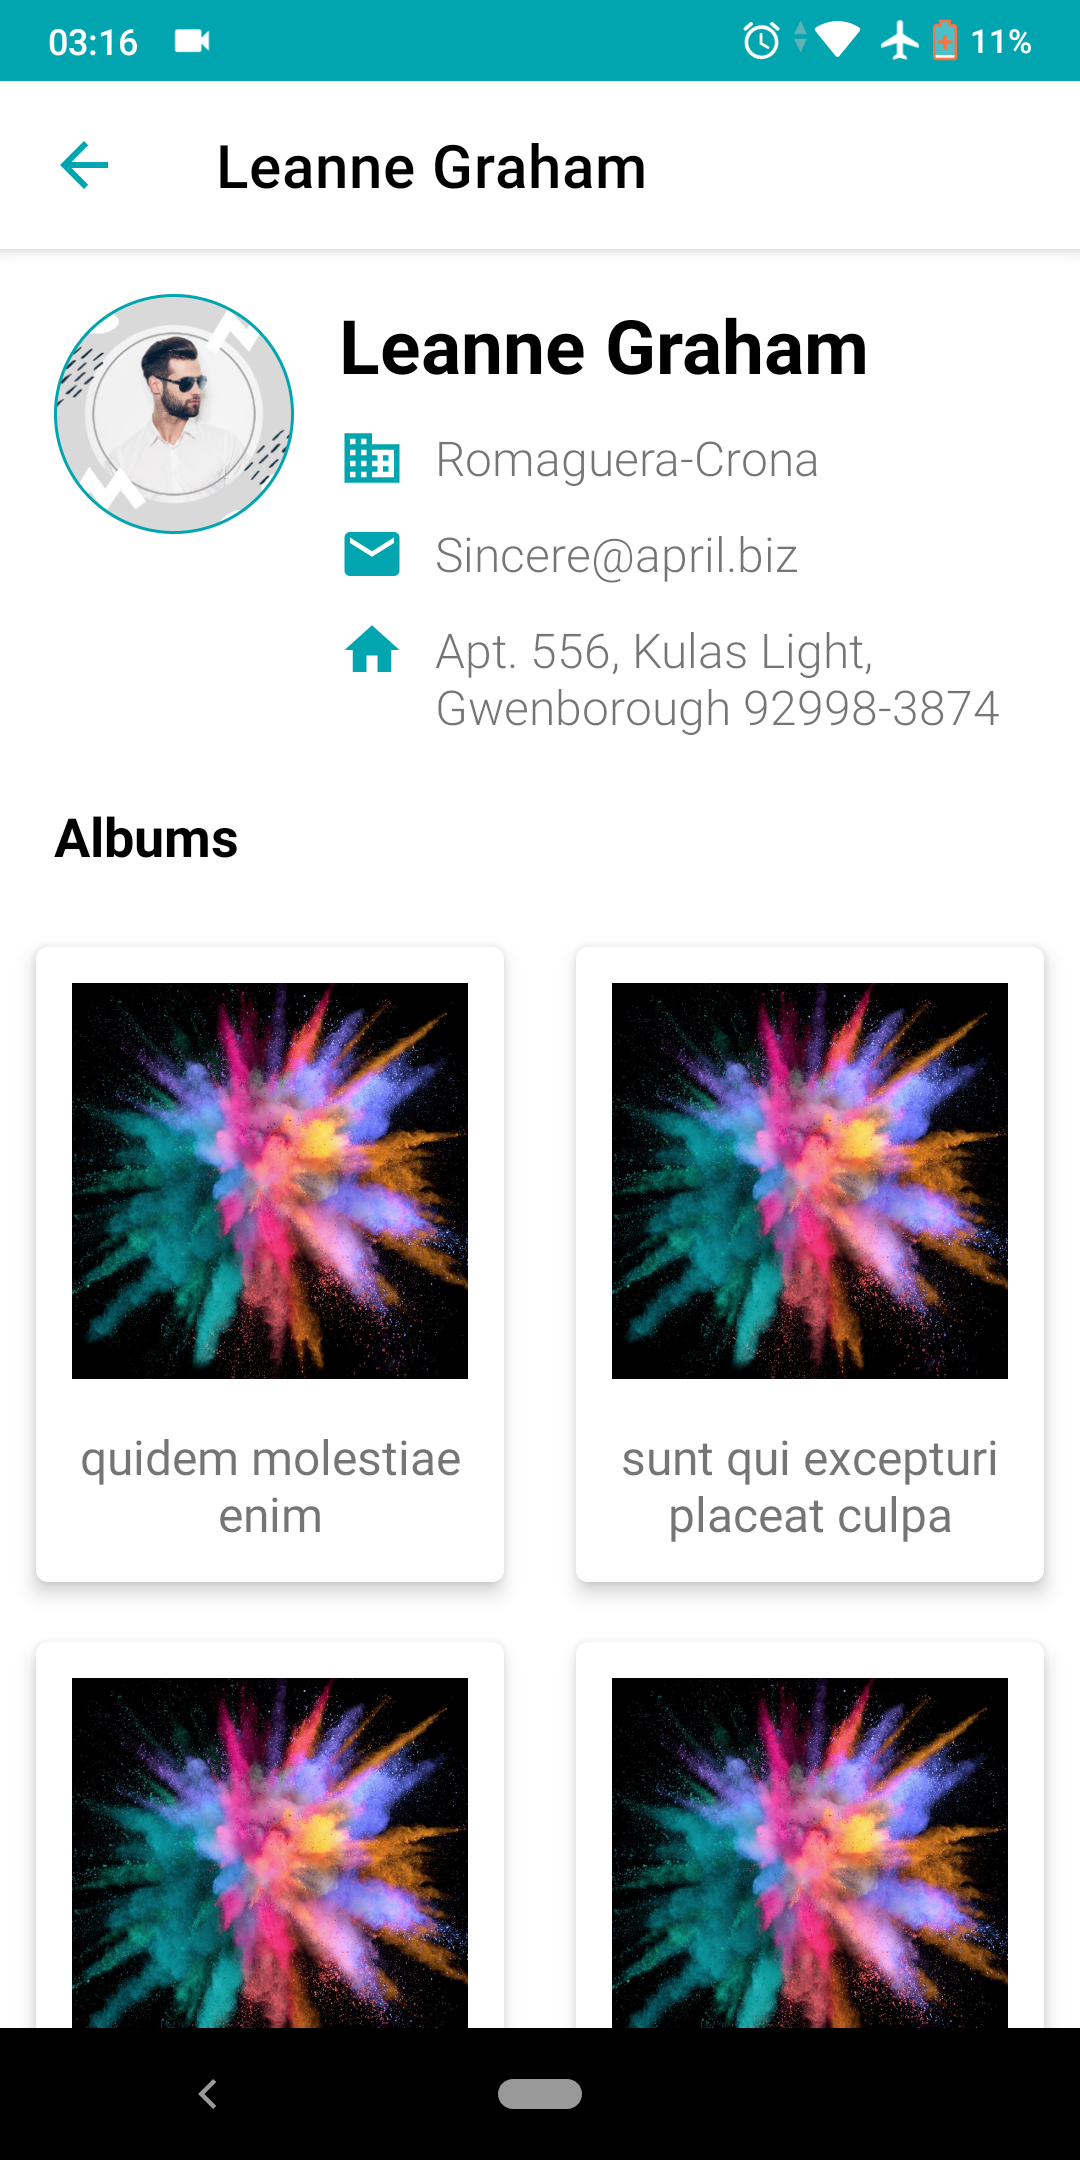 03:16
11%
Leanne Graham
Leanne Graham
Romaguera-Crona
Sincere@april.biz
Apt. 556, Kulas Light,
Gwenborough 92998-3874
Albums
quidem molestiae
enim
sunt qui excepturi
placeat culpa